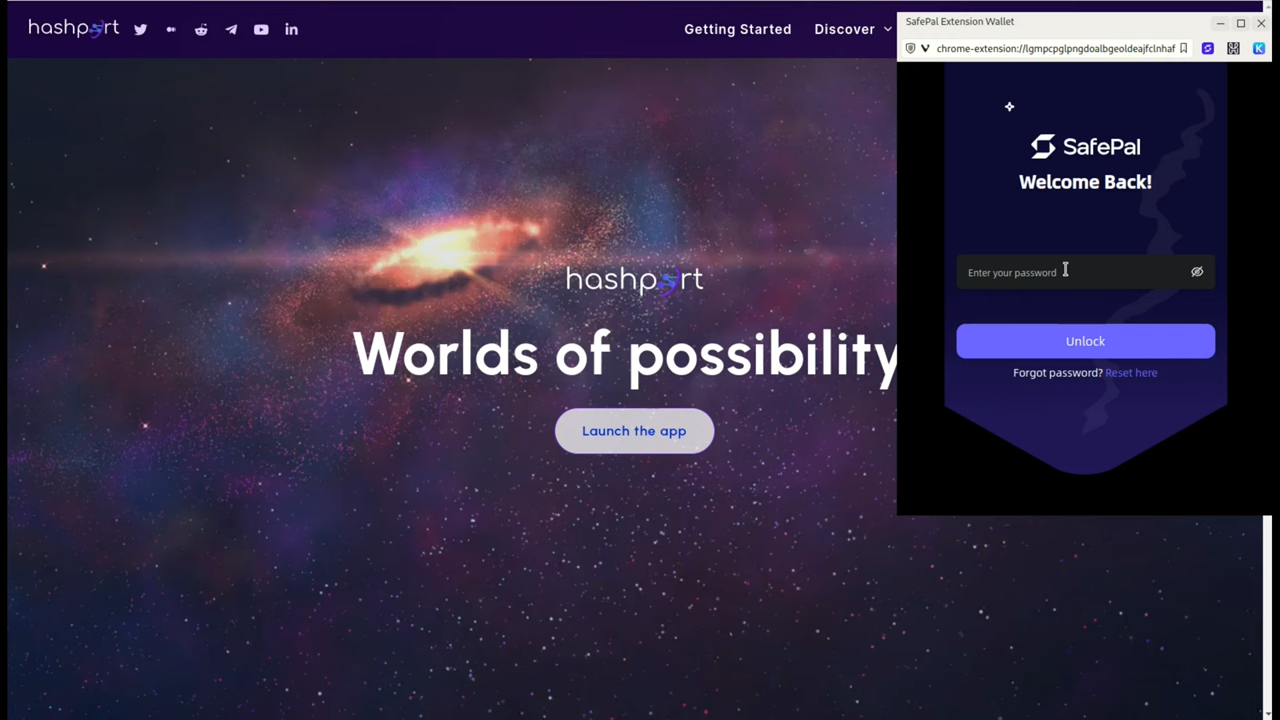 hashport
Getting Started
Discover
SafePal Extension Wallet
chrome-extension://lgmpcpglpngdoalbgeoldeajfclnhaf
SafePal
Welcome Back!
Enter your password
Unlock
Forgot password? Reset here
hashport
Worlds of possibility
Launch the app